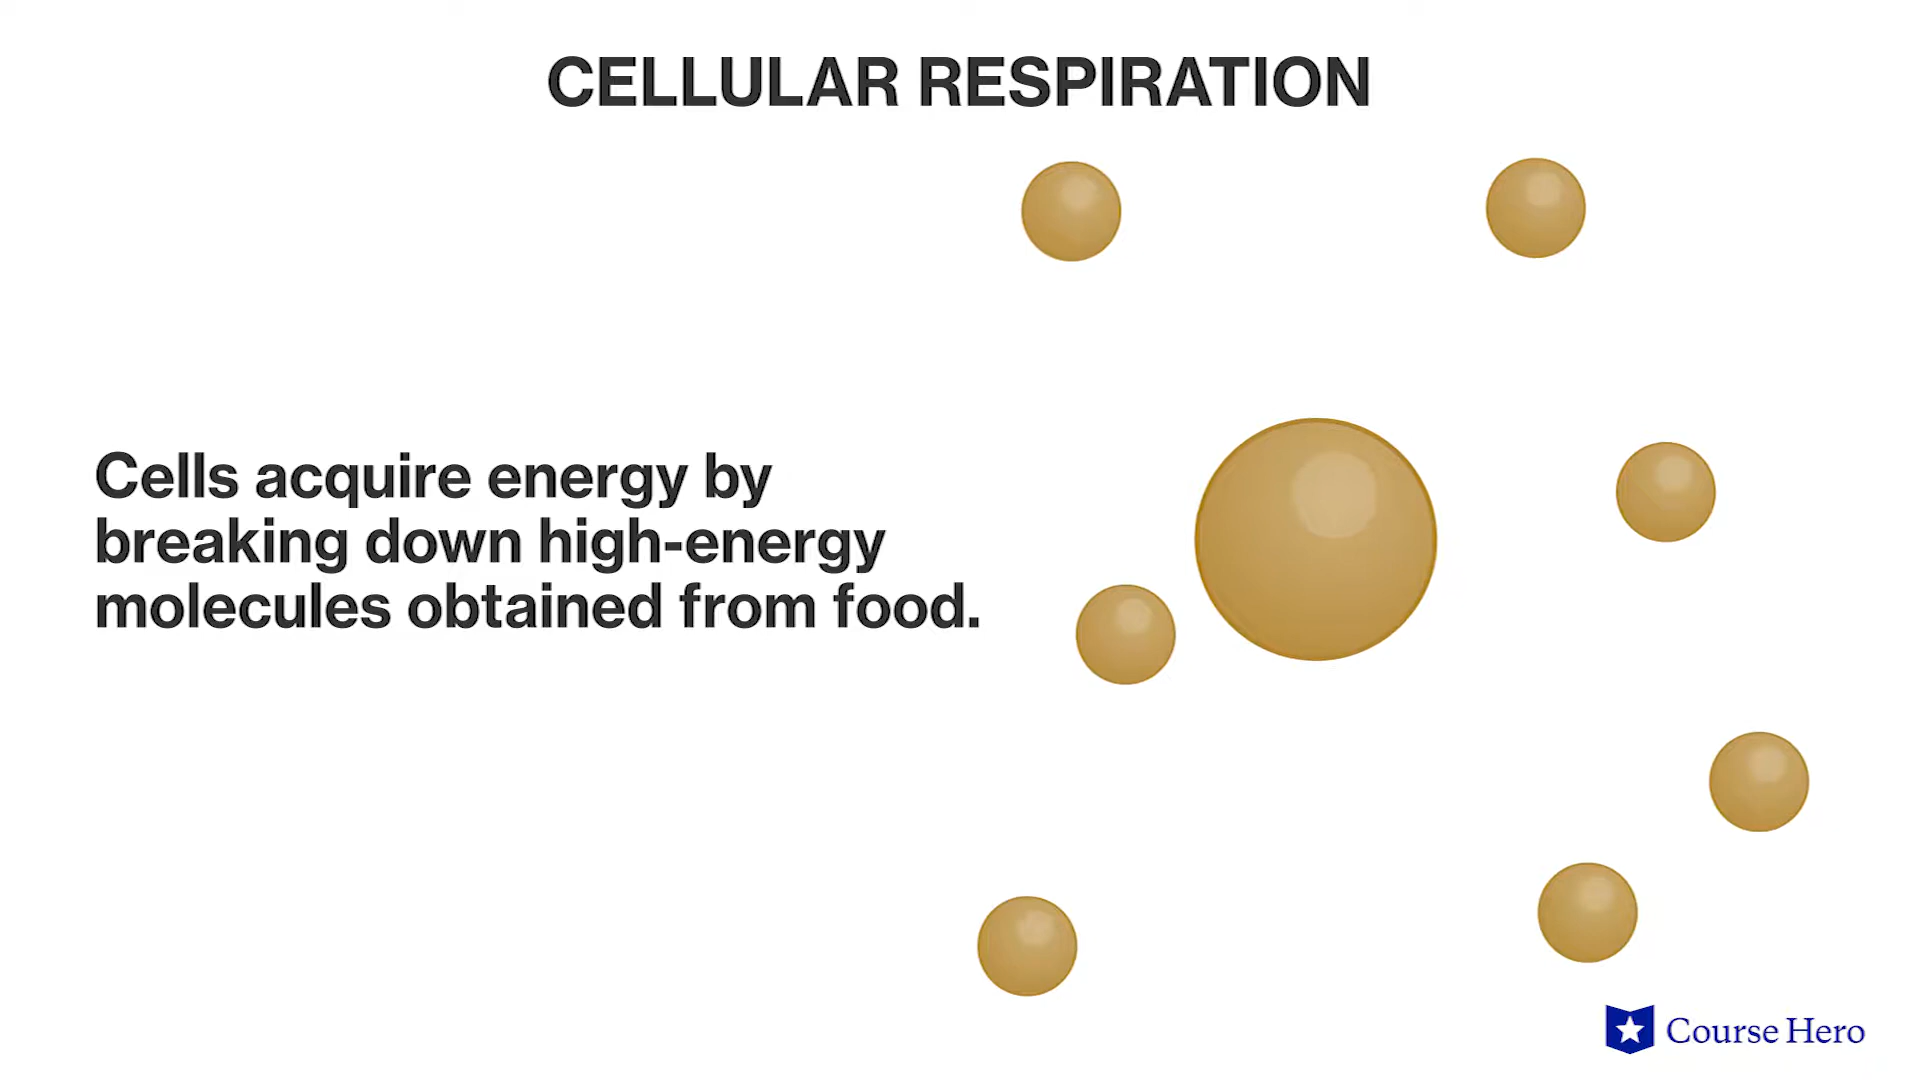 CELLULAR RESPIRATION
Cells acquire energy by
breaking down high-energy
molecules obtained from food.
Course Hero